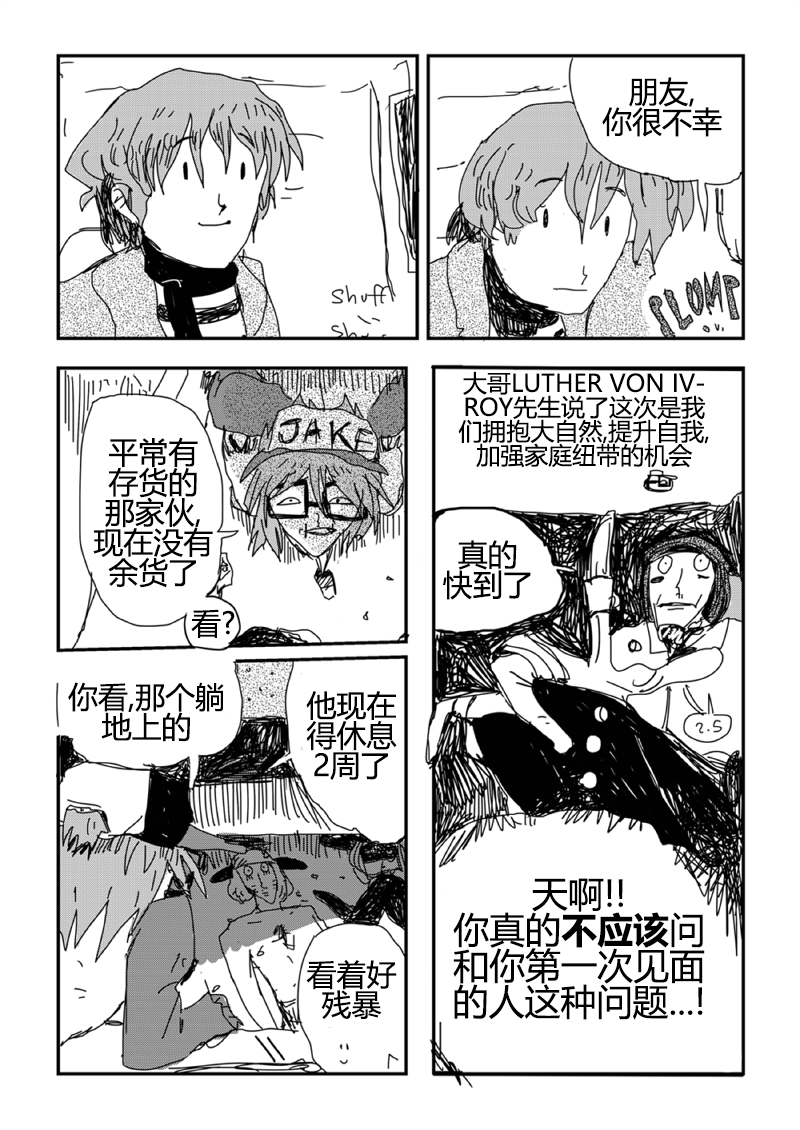 Shuff
朋友,
你很不幸
PLOMP
JAKE
平常有
存货的
那家伙,
现在没有
余货了
看?
你看,那个躺
地上的
他现在
得休息
2周了
看着好
残暴
大哥LUTHER VON IV-
ROY先生说了这次是我
们拥抱大自然,提升自我,
加强家庭纽带的机会
真的
快到了
2.5
天啊!!
你真的不应该问
和你第一次见面
的人这种问题...!